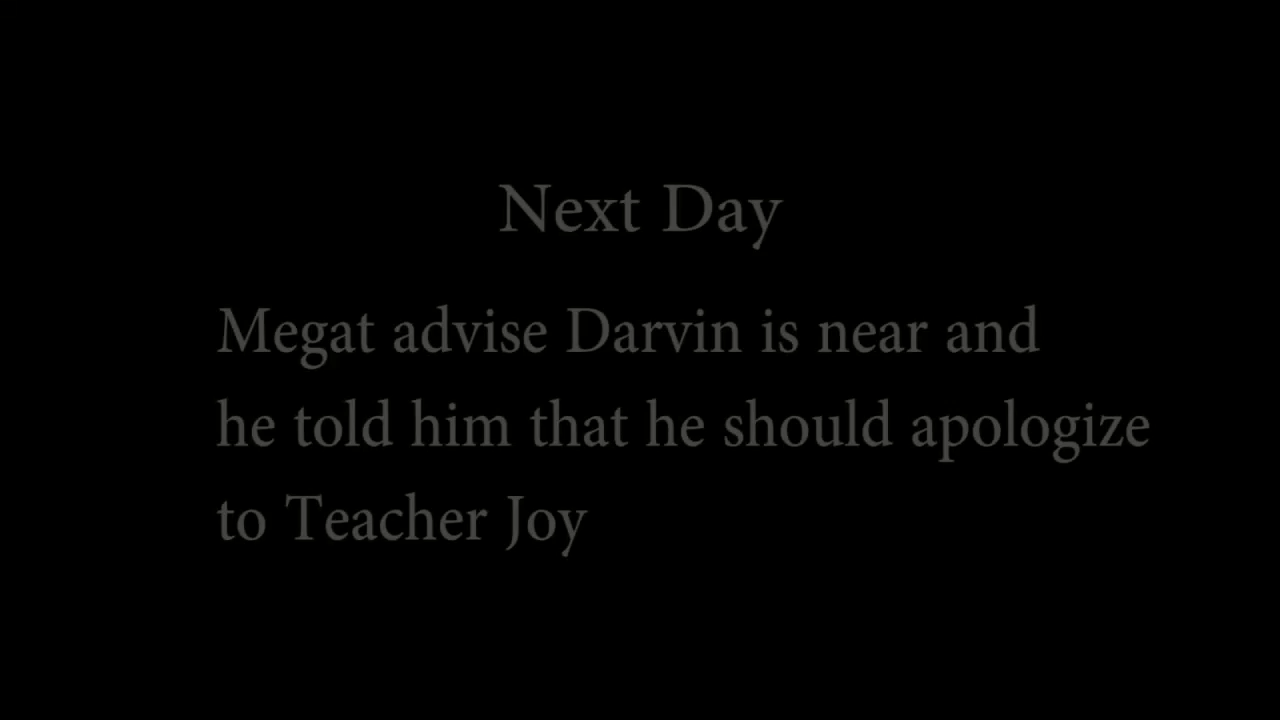 Next Day
Megat advise Darvin is near and
he told him that he should apologize
to Teacher Joy